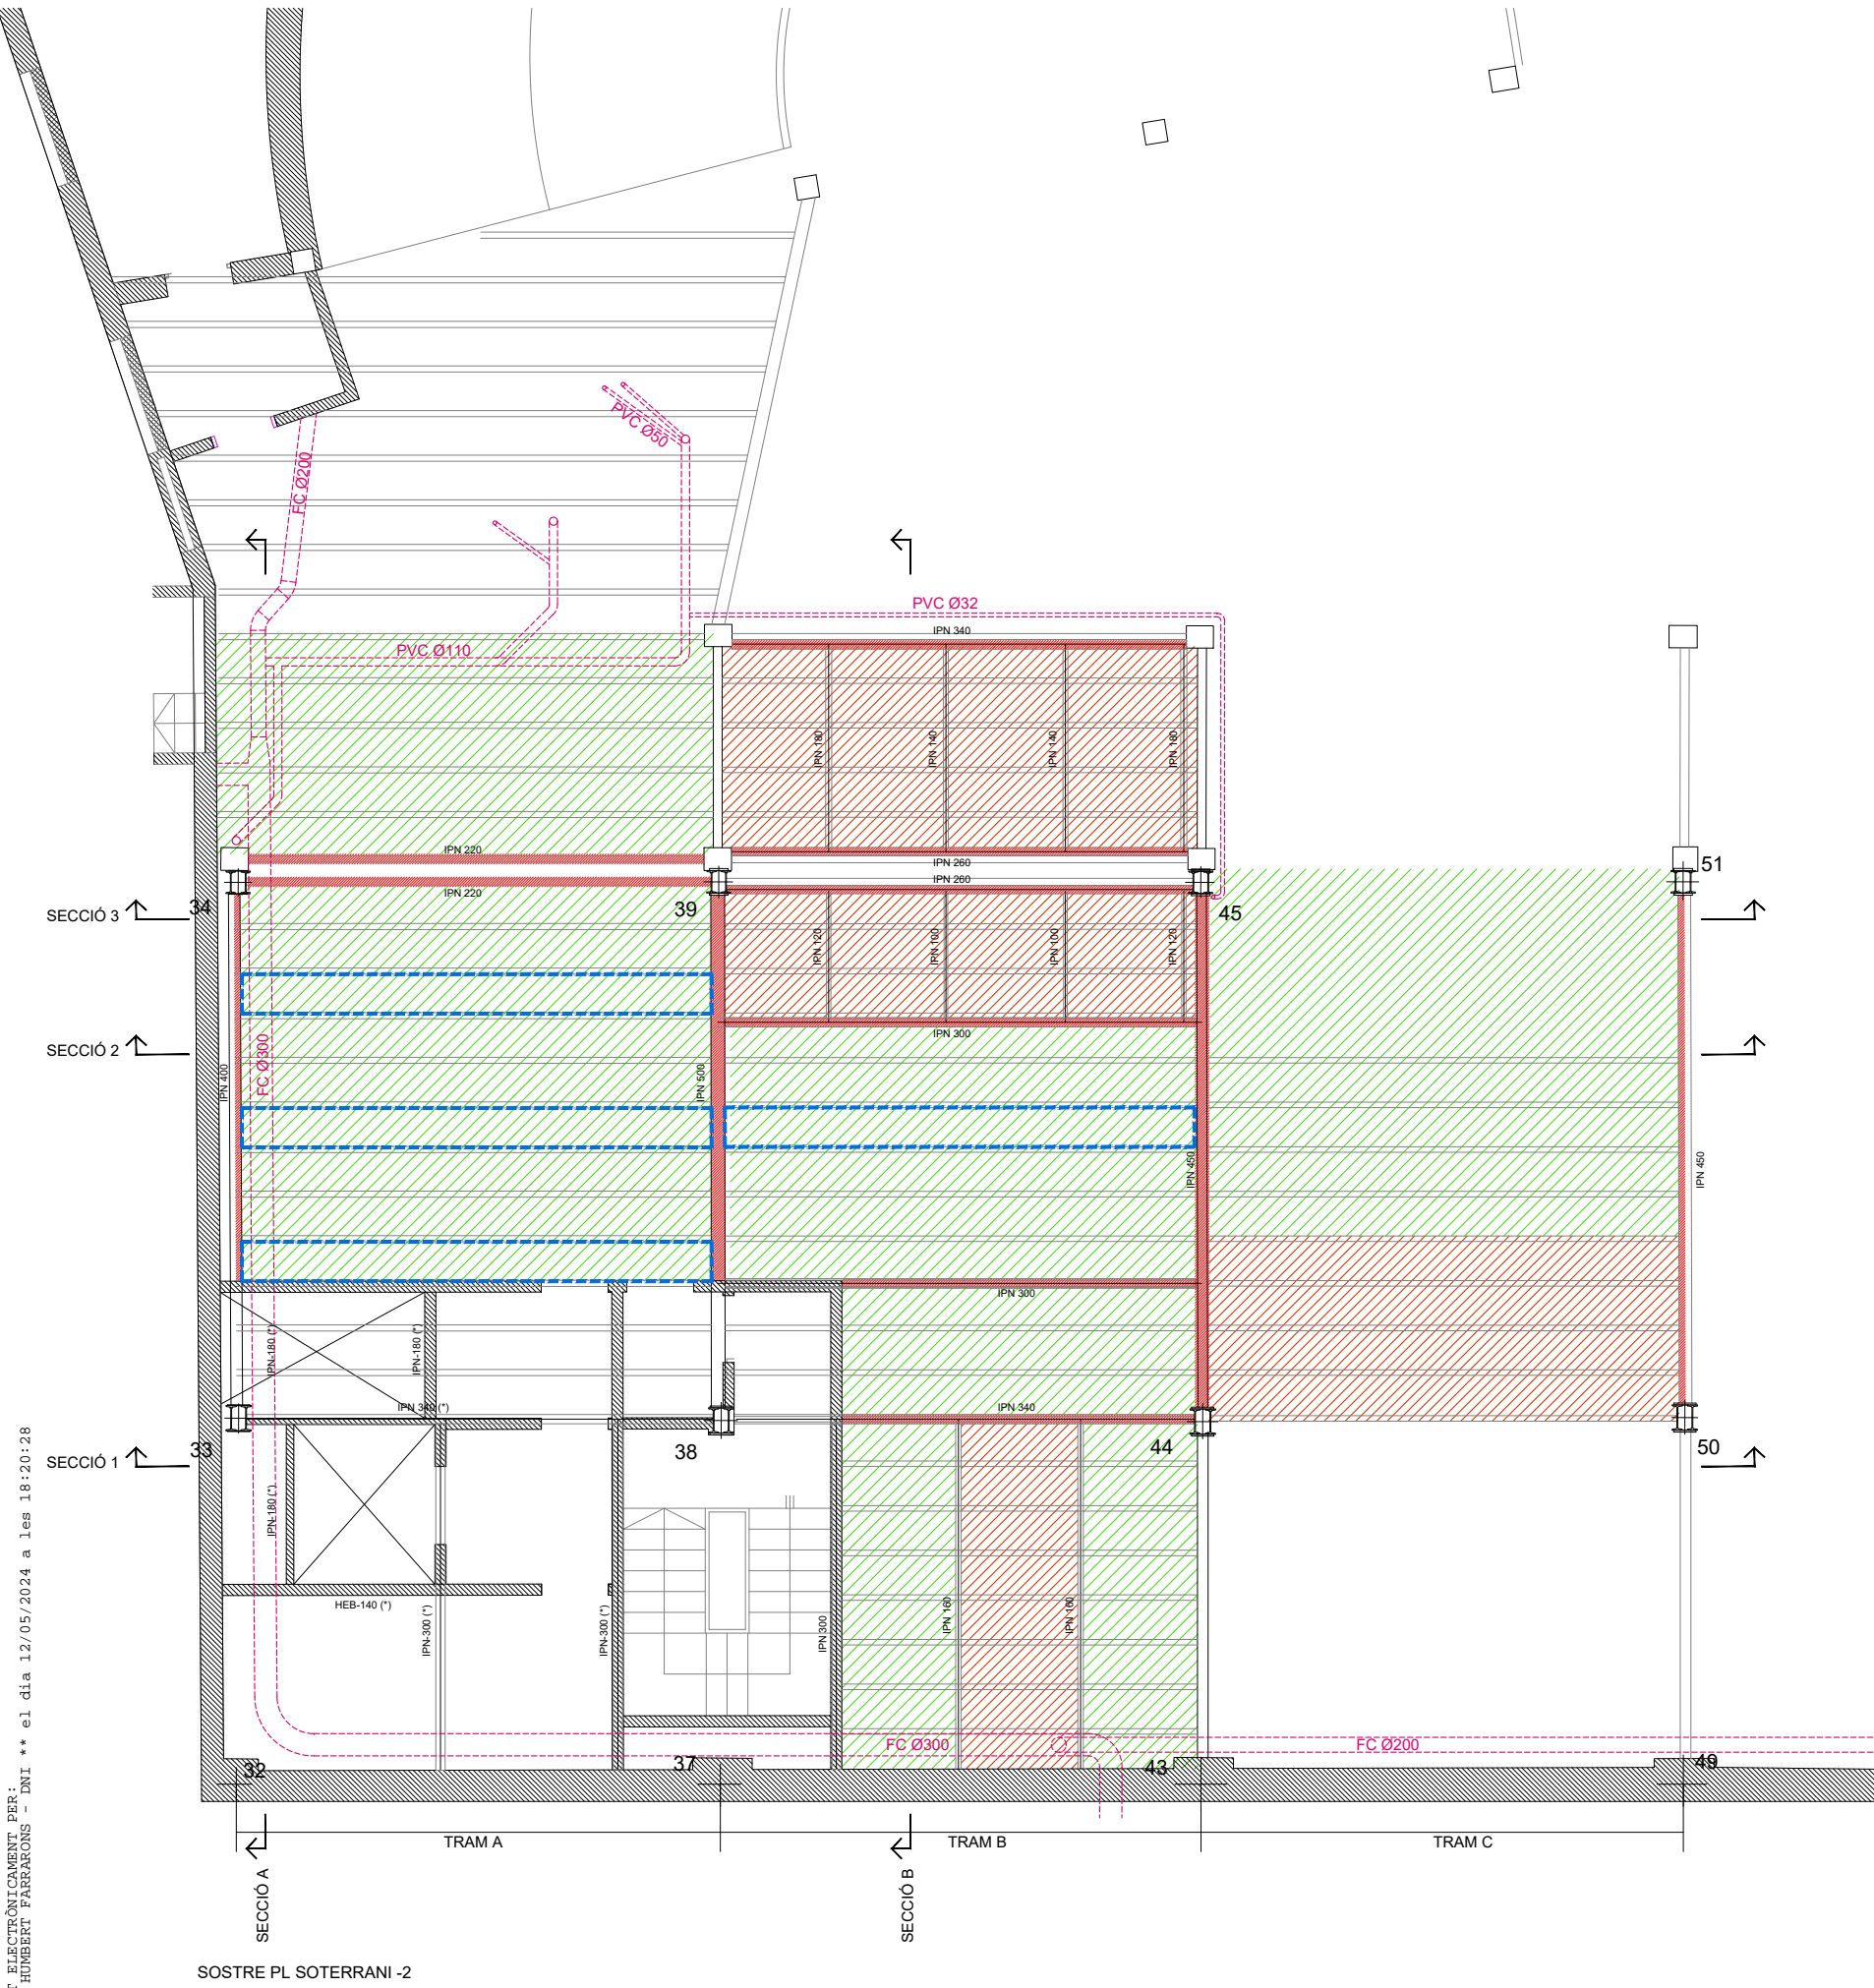 PVC Ø50
FC Ø200
PVC Ø32
IPN 340
PVC Ø110
IPN 180
IPN 140
IPN 140
IPN 180
IPN 220
IPN 260
IPN 260
IPN 220
51
34
39
45
SECCIÓ 3
IPN 120
IPN 100
IPN 100
IPN 120
IPN 300
SECCIÓ 2
FC Ø300
IPN 400
IPN 500
IPN 450
IPN 450
IPN 300
IPN-180 (*)
IPN-180 (*)
IPN 340 (*)
IPN 340
33
38
44
50
SECCIÓ 1
IPN-180 (*)
HEB-140 (*)
IPN-300 (*)
IPN-300 (*)
IPN 300
IPN 160
IPN 160
FC Ø300
FC Ø200
32
37
43
49
TRAM A
TRAM B
TRAM C
SECCIÓ A
SECCIÓ B
SOSTRE PL SOTERRANI -2
T ELECTRÒNICAMENT PER:
HUMBERT FARRARONS - DNI ** el dia 12/05/2024 a les 18:20:28